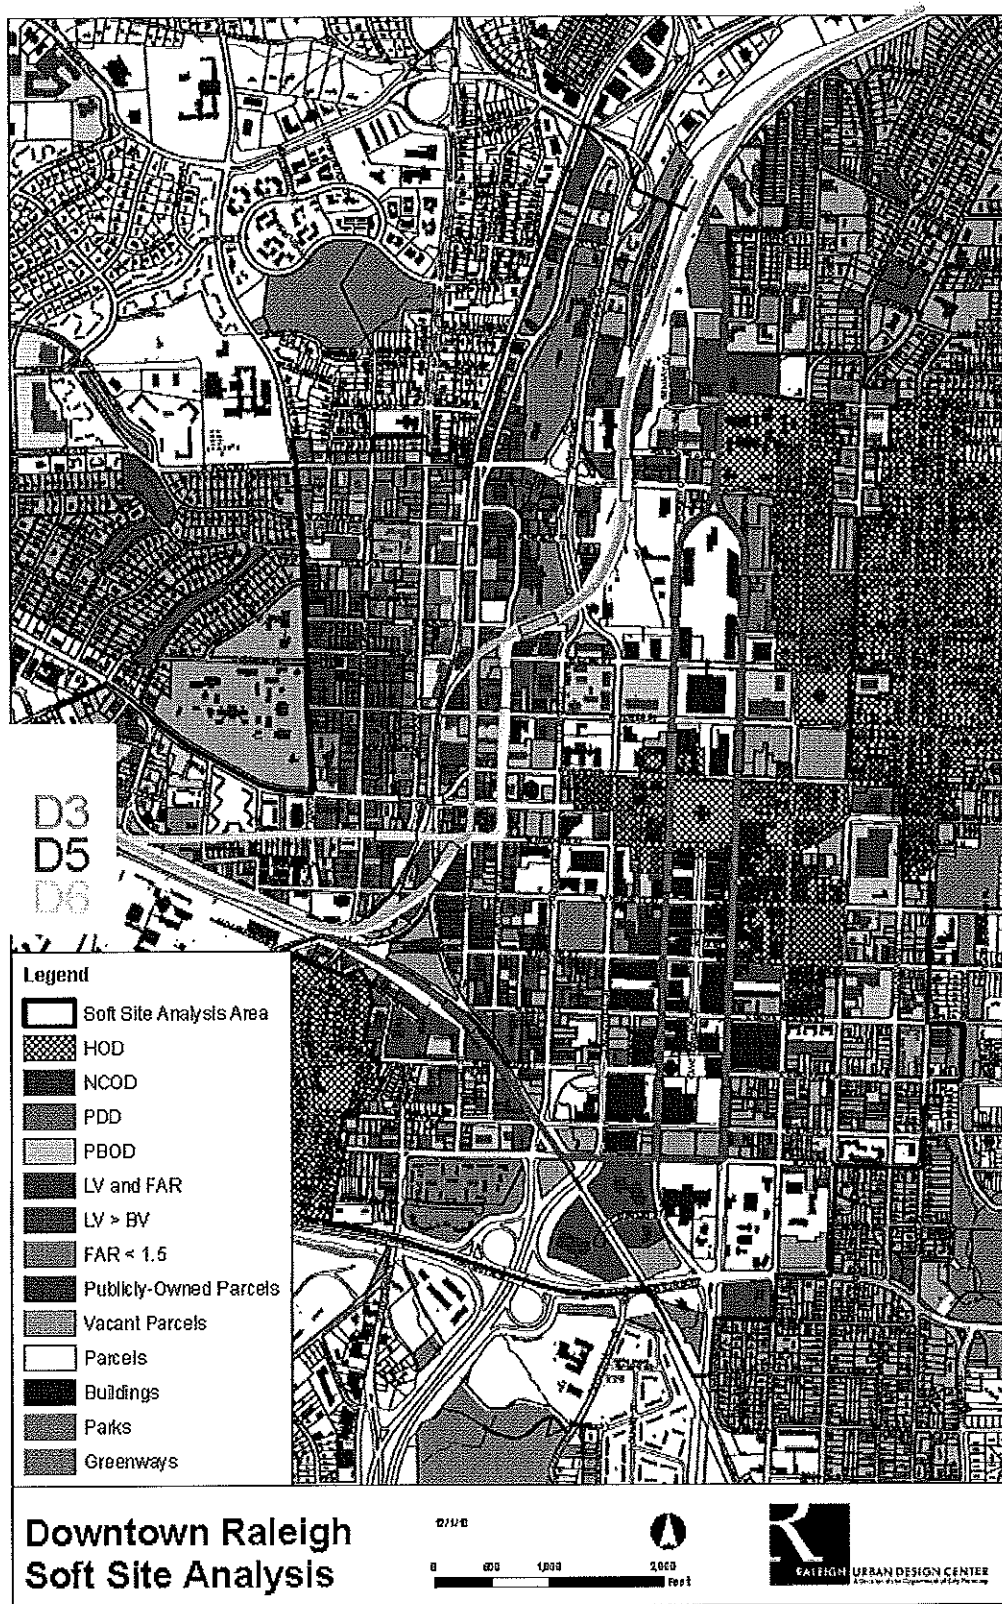 D3
D5
D6
Legend
Soft Site Analysis Area
HOD
NCOD
PDD
PBOD
LV and FAR
LV > BV
FAR < 1.5
Publicly-Owned Parcels
Vacant Parcels
Parcels
Buildings
Parks
Greenways
Downtown Raleigh
Soft Site Analysis
0 500 1,000 2,000
Feet
R
RALEIGH URBAN DESIGN CENTER